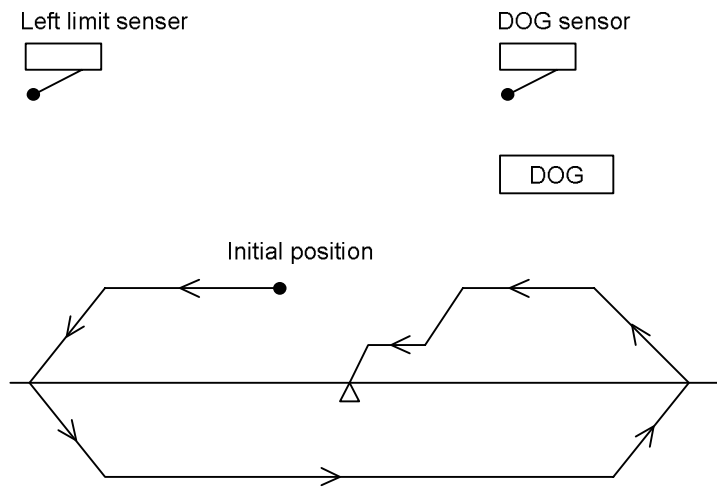 Left limit senser
DOG sensor
DOG
Initial position